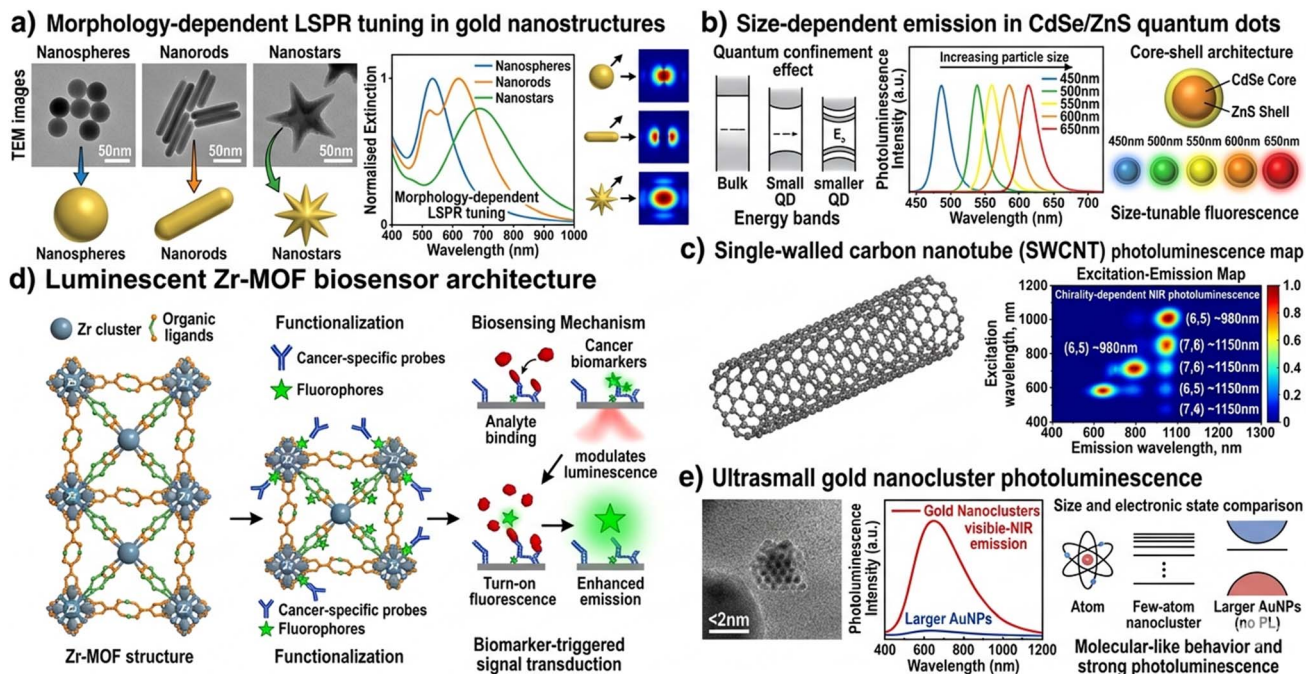 a) Morphology-dependent LSPR tuning in gold nanostructures
Nanospheres
Nanorods
Nanostars
TEM images
50nm
50nm
50nm
Nanospheres
Nanorods
Nanostars
Normalised Extinction
1
0
Nanospheres
Nanorods
Nanostars
Morphology-dependent
LSPR tuning
400 500 600 700 800 900 1000
Wavelength (nm)
b) Size-dependent emission in CdSe/ZnS quantum dots
Quantum confinement
effect
Bulk
Small
QD
smaller
QD
Energy bands
Photoluminescence
Intensity (a.u.)
Increasing particle size
450nm
500nm
550nm
600nm
650nm
450 500 550 600 650 700
Wavelength (nm)
Core-shell architecture
CdSe Core
ZnS Shell
450nm 500nm 550nm 600nm 650nm
Size-tunable fluorescence
c) Single-walled carbon nanotube (SWCNT) photoluminescence map
Excitation-Emission Map
Chirality-dependent NIR photoluminescence
Excitation
wavelength, nm
1200
1000
800
600
400
(6,5) ~980nm
(6,5) ~980nm
(7,6) ~1150nm
(7,6) ~1150nm
(6,5) ~1150nm
(7,4) ~1150nm
400 600 800 1000 1100 1300
Emission wavelength, nm
1.0
0.8
0.6
0.4
0.2
0
d) Luminescent Zr-MOF biosensor architecture
Zr cluster
Organic
ligands
Zr-MOF structure
Functionalization
Cancer-specific probes
Fluorophores
Cancer-specific probes
Fluorophores
Functionalization
Biosensing Mechanism
Cancer
biomarkers
Analyte
binding
modulates
luminescence
Turn-on
fluorescence
Enhanced
emission
Biomarker-triggered
signal transduction
e) Ultrasmall gold nanocluster photoluminescence
<2nm
Photoluminescence
Intensity (a.u.)
Gold Nanoclusters
visible-NIR
emission
Larger AuNPs
400 600 800 1000 1200
Wavelength (nm)
Size and electronic state comparison
Atom
Few-atom
nanocluster
Larger AuNPs
(no PL)
Molecular-like behavior and
strong photoluminescence